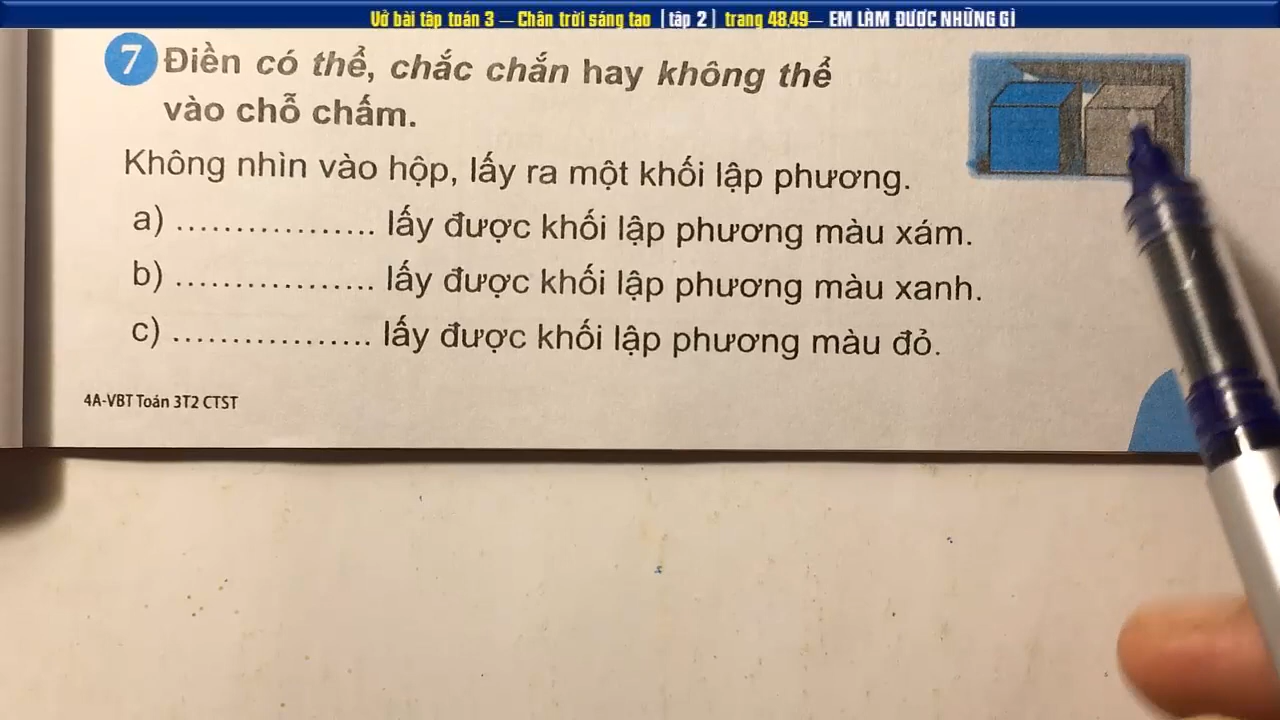 Vở bài tập toán 3 – Chân trời sáng tạo [tập 2] trang 48,49– EM LÀM ĐƯƠC NHỮNG GÌ
7 Điền có thể, chắc chắn hay không thể
vào chỗ chấm.
Không nhìn vào hộp, lấy ra một khối lập phương.
a) ................. lấy được khối lập phương màu xám.
b) ................. lấy được khối lập phương màu xanh.
c) ................. lấy được khối lập phương màu đỏ.
4A-VBT Toán 3T2 CTST